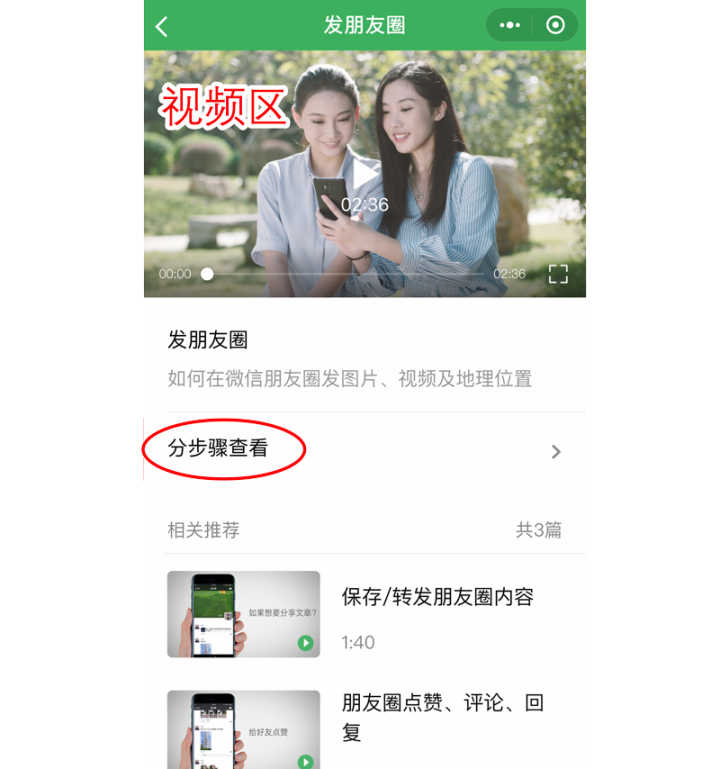 发朋友圈
视频区
02:36
00:00
02:36
发朋友圈
如何在微信朋友圈发图片、视频及地理位置
分步骤查看
相关推荐
共3篇
如果想要分享文章?
保存/转发朋友圈内容
1:40
给好友点赞
朋友圈点赞、评论、回
复